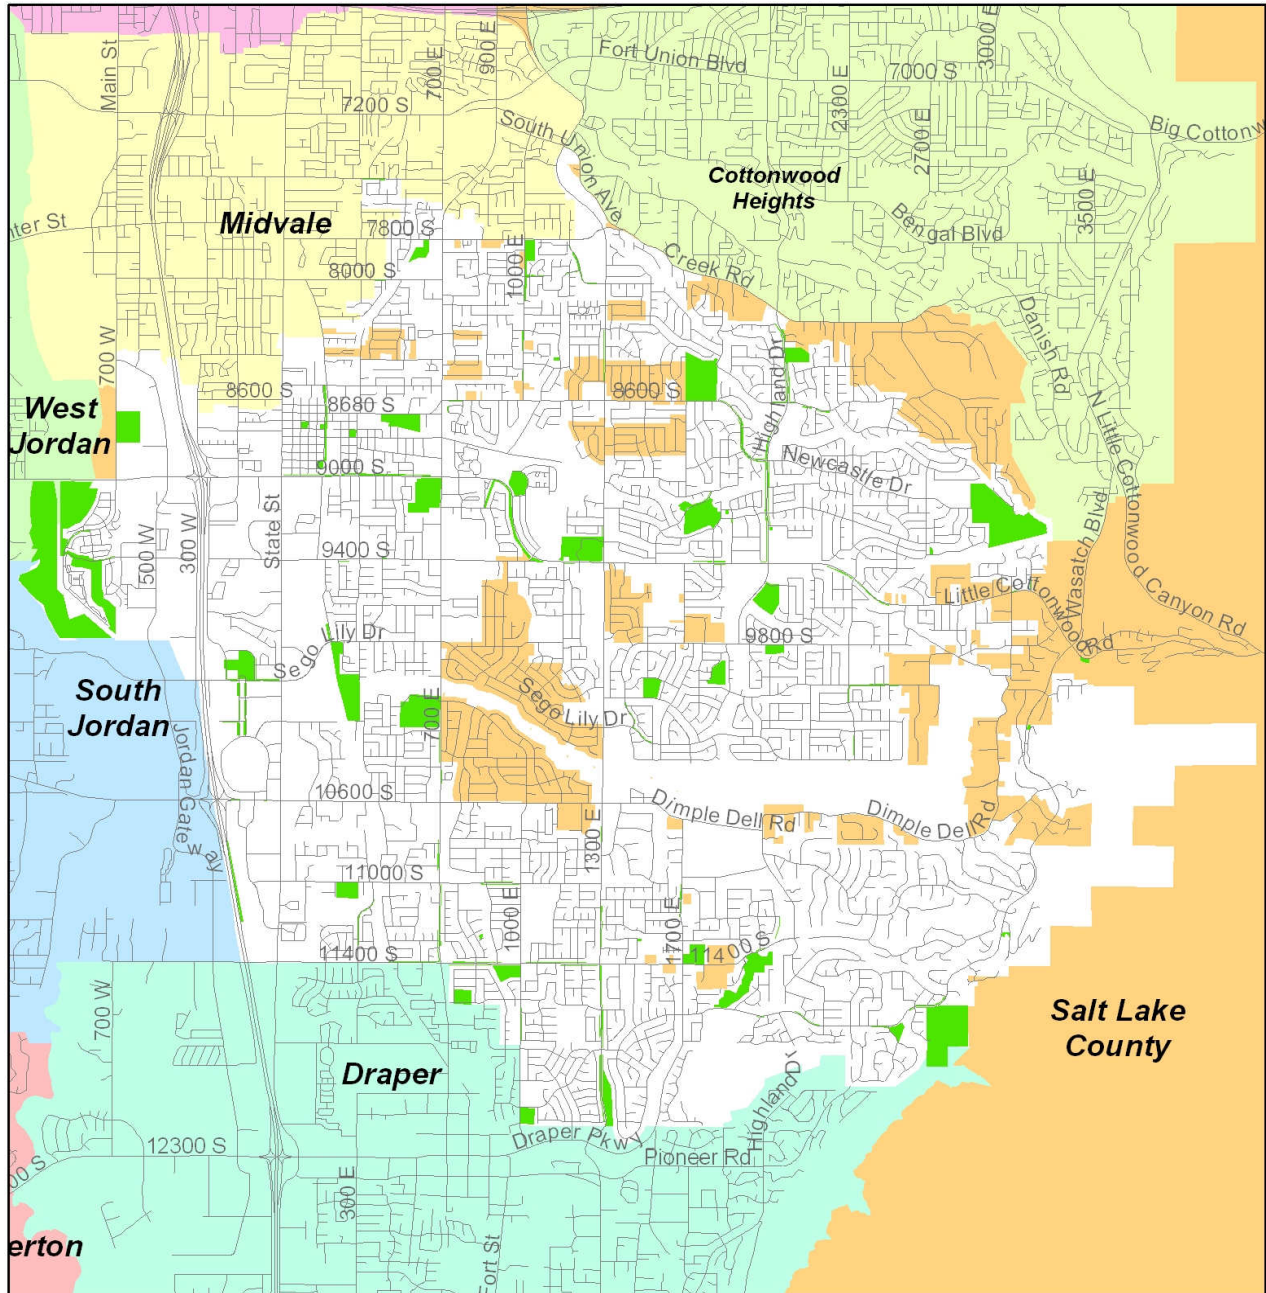 Main St
700 E
900 E
3000 E
Fort Union Blvd
7000 S
7200 S
2300 E
2700 E
Big Cottonw
South Union Ave
Cottonwood
Heights
3500 E
Midvale
7800 S
nter St
8000 S
1000 E
Creek Rd
Bengal Blvd
Danish Rd
700 W
8600 S
8600 S
Highland Dr
8680 S
West
Jordan
9000 S
Newcastle Dr
N Little Cottonwood Canyon Rd
500 W
300 W
State St
9400 S
Wasatch Blvd
Little Cottonwood Rd
9800 S
Sego Lily Dr
South
Jordan
700 E
Sego Lily Dr
Jordan Gateway
10600 S
Dimple Dell Rd
Dimple Dell Rd
1300 E
11000 S
1000 E
1700 E
11400 S
11400 S
700 W
Salt Lake
County
Draper
Highland Dr
12300 S
Draper Pkwy
Pioneer Rd
00 S
300 E
erton
Fort St